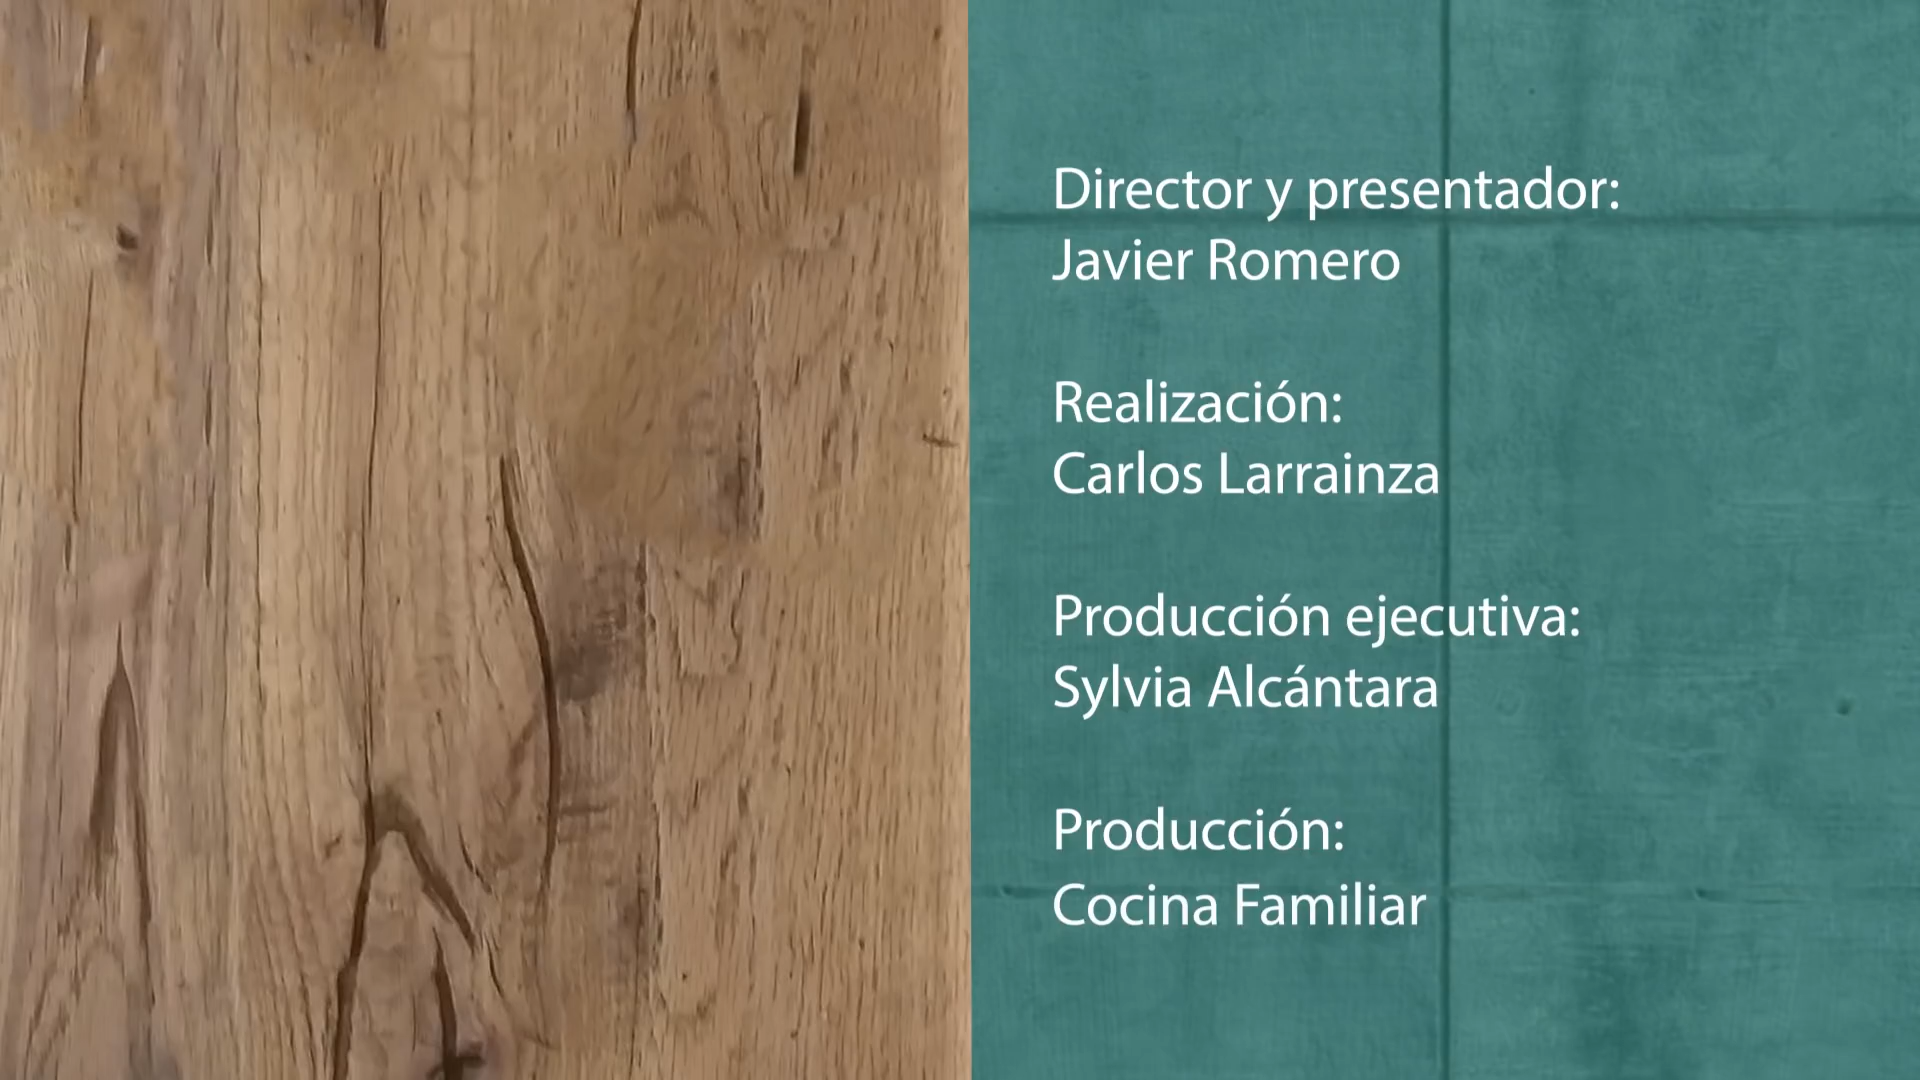 Director y presentador:
Javier Romero
Realización:
Carlos Larrainza
Producción ejecutiva:
Sylvia Alcántara
Producción:
Cocina Familiar